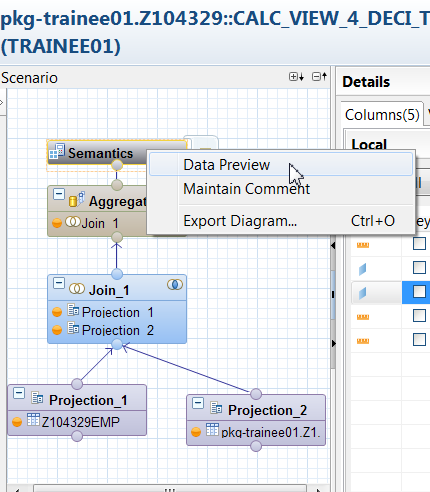 pkg-trainee01.Z104329::CALC_VIEW_4_DECI_T
(TRAINEE01)
Scenario
Details
Columns(5)
Local
Semantics
Data Preview
Maintain Comment
Export Diagram... Ctrl+O
Aggregat
Join_1
Join_1
Projection_1
Projection_2
Projection_1
Z104329EMP
Projection_2
pkg-trainee01.Z1.